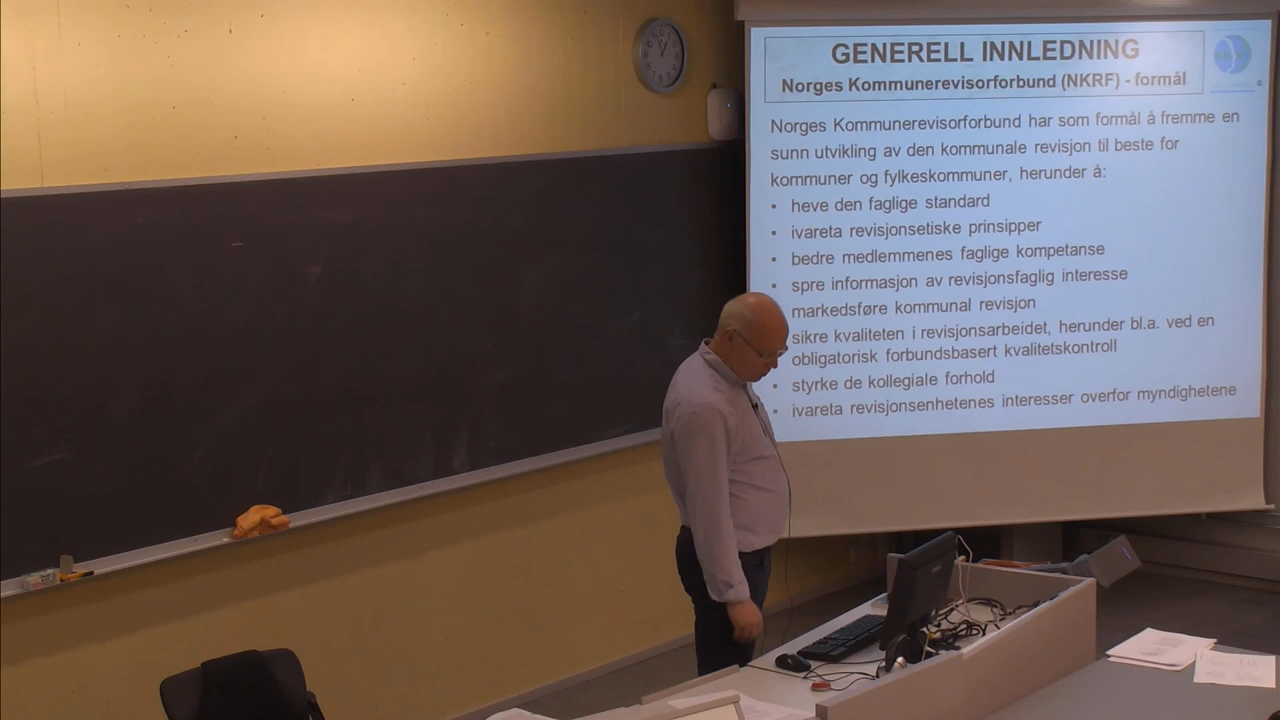 GENERELL INNLEDNING
Norges Kommunerevisorforbund (NKRF) - formål
Norges Kommunerevisorforbund har som formål å fremme en
sunn utvikling av den kommunale revisjon til beste for
kommuner og fylkeskommuner, herunder å:
• heve den faglige standard
• ivareta revisjonsetiske prinsipper
• bedre medlemmenes faglige kompetanse
• spre informasjon av revisjonsfaglig interesse
markedsføre kommunal revisjon
sikre kvaliteten i revisjonsarbeidet, herunder bl.a. ved en
obligatorisk forbundsbasert kvalitetskontroll
• styrke de kollegiale forhold
• ivareta revisjonsenhetenes interesser overfor myndighetene